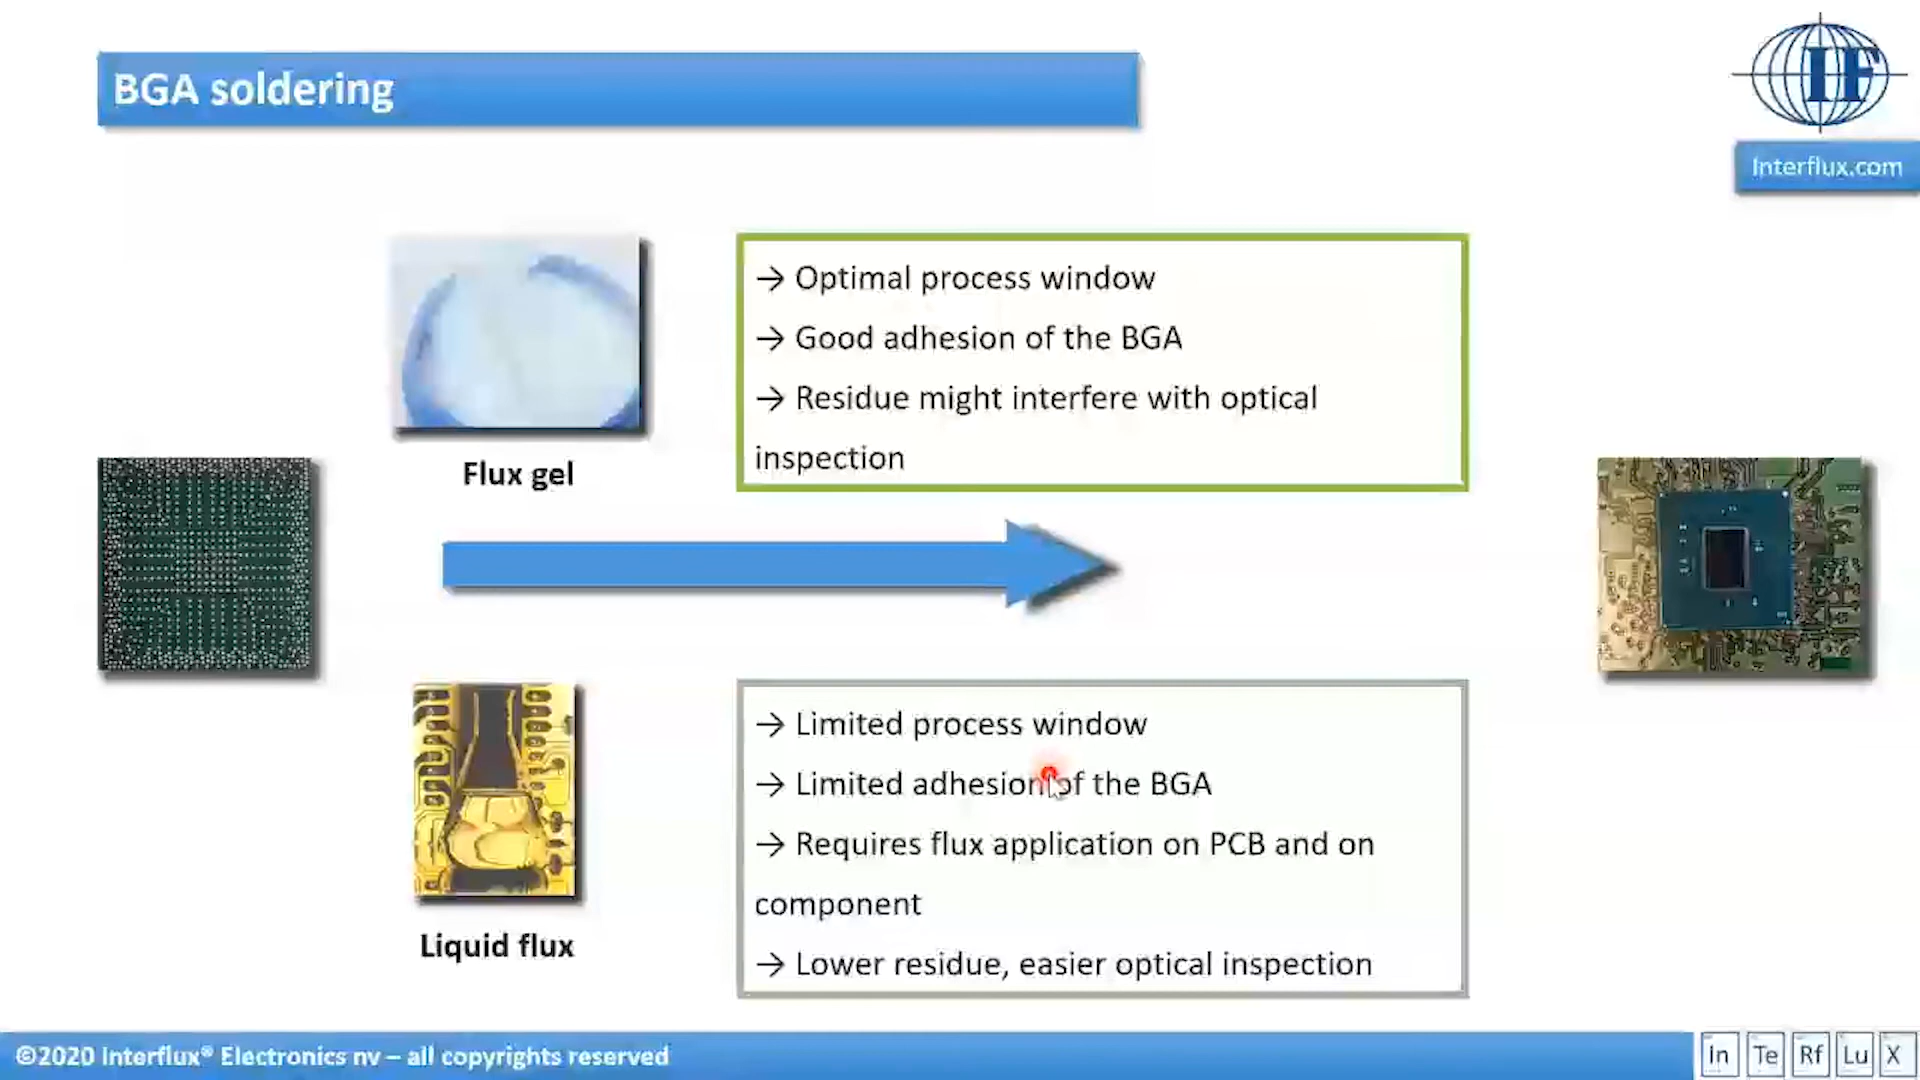 BGA soldering
IF
Interflux.com
→ Optimal process window
→ Good adhesion of the BGA
→ Residue might interfere with optical
inspection
Flux gel
→ Limited process window
→ Limited adhesion of the BGA
→ Requires flux application on PCB and on
component
→ Lower residue, easier optical inspection
Liquid flux
©2020 Interflux® Electronics nv – all copyrights reserved
In Te Rf Lu X